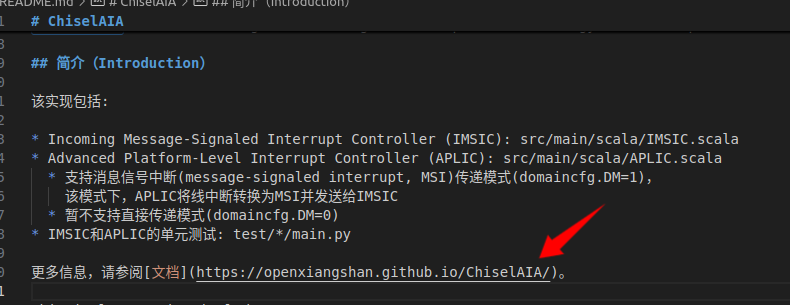 README.md > # ChiselAIA > ## 简介（Introduction）
# ChiselAIA
## 简介（Introduction）
该实现包括:
* Incoming Message-Signaled Interrupt Controller (IMSIC): src/main/scala/IMSIC.scala
* Advanced Platform-Level Interrupt Controller (APLIC): src/main/scala/APLIC.scala
* 支持消息信号中断(message-signaled interrupt, MSI)传递模式(domaincfg.DM=1),
该模式下，APLIC将线中断转换为MSI并发送给IMSIC
* 暂不支持直接传递模式(domaincfg.DM=0)
* IMSIC和APLIC的单元测试: test/*/main.py
更多信息，请参阅[文档](https://openxiangshan.github.io/ChiselAIA/)。